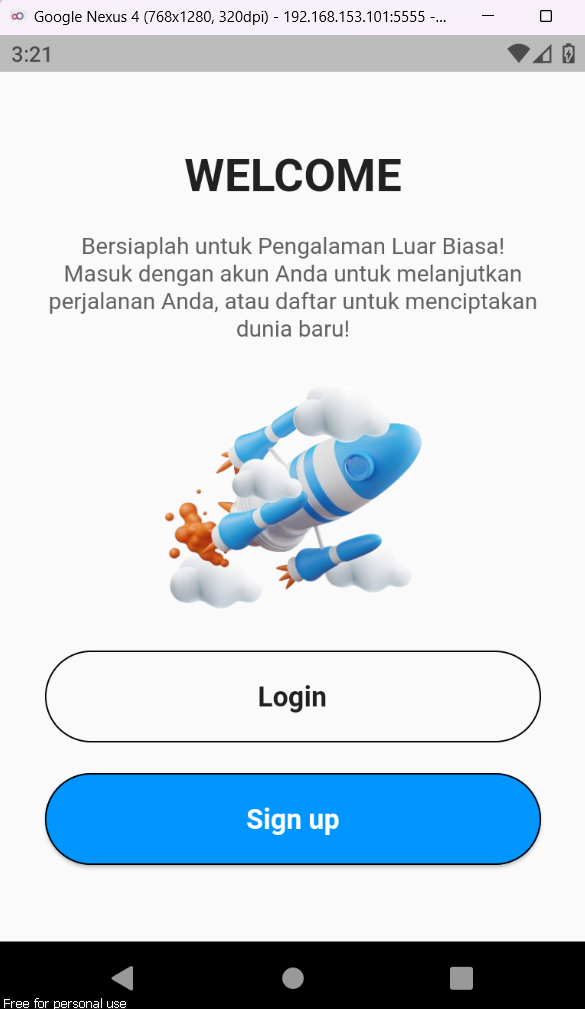 Google Nexus 4 (768x1280, 320dpi) - 192.168.153.101:5555 -...
3:21
WELCOME
Bersiaplah untuk Pengalaman Luar Biasa!
Masuk dengan akun Anda untuk melanjutkan
perjalanan Anda, atau daftar untuk menciptakan
dunia baru!
Login
Sign up
Free for personal use